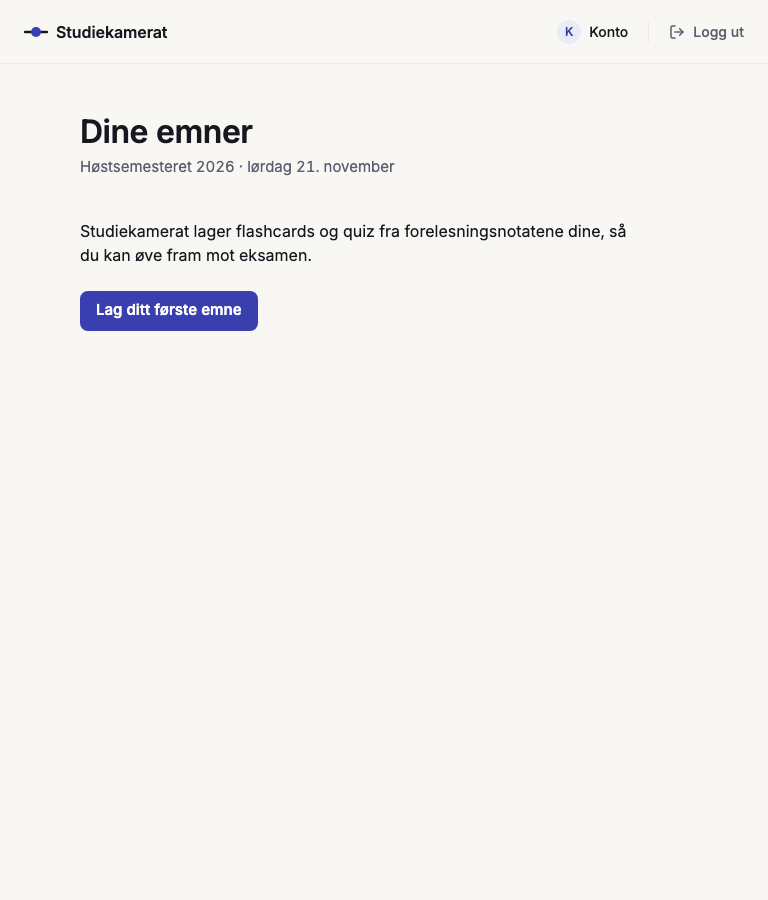 Studiekamerat
K Konto
Logg ut
Dine emner
Høstsemesteret 2026 · lørdag 21. november
Studiekamerat lager flashcards og quiz fra forelesningsnotatene dine, så
du kan øve fram mot eksamen.
Lag ditt første emne